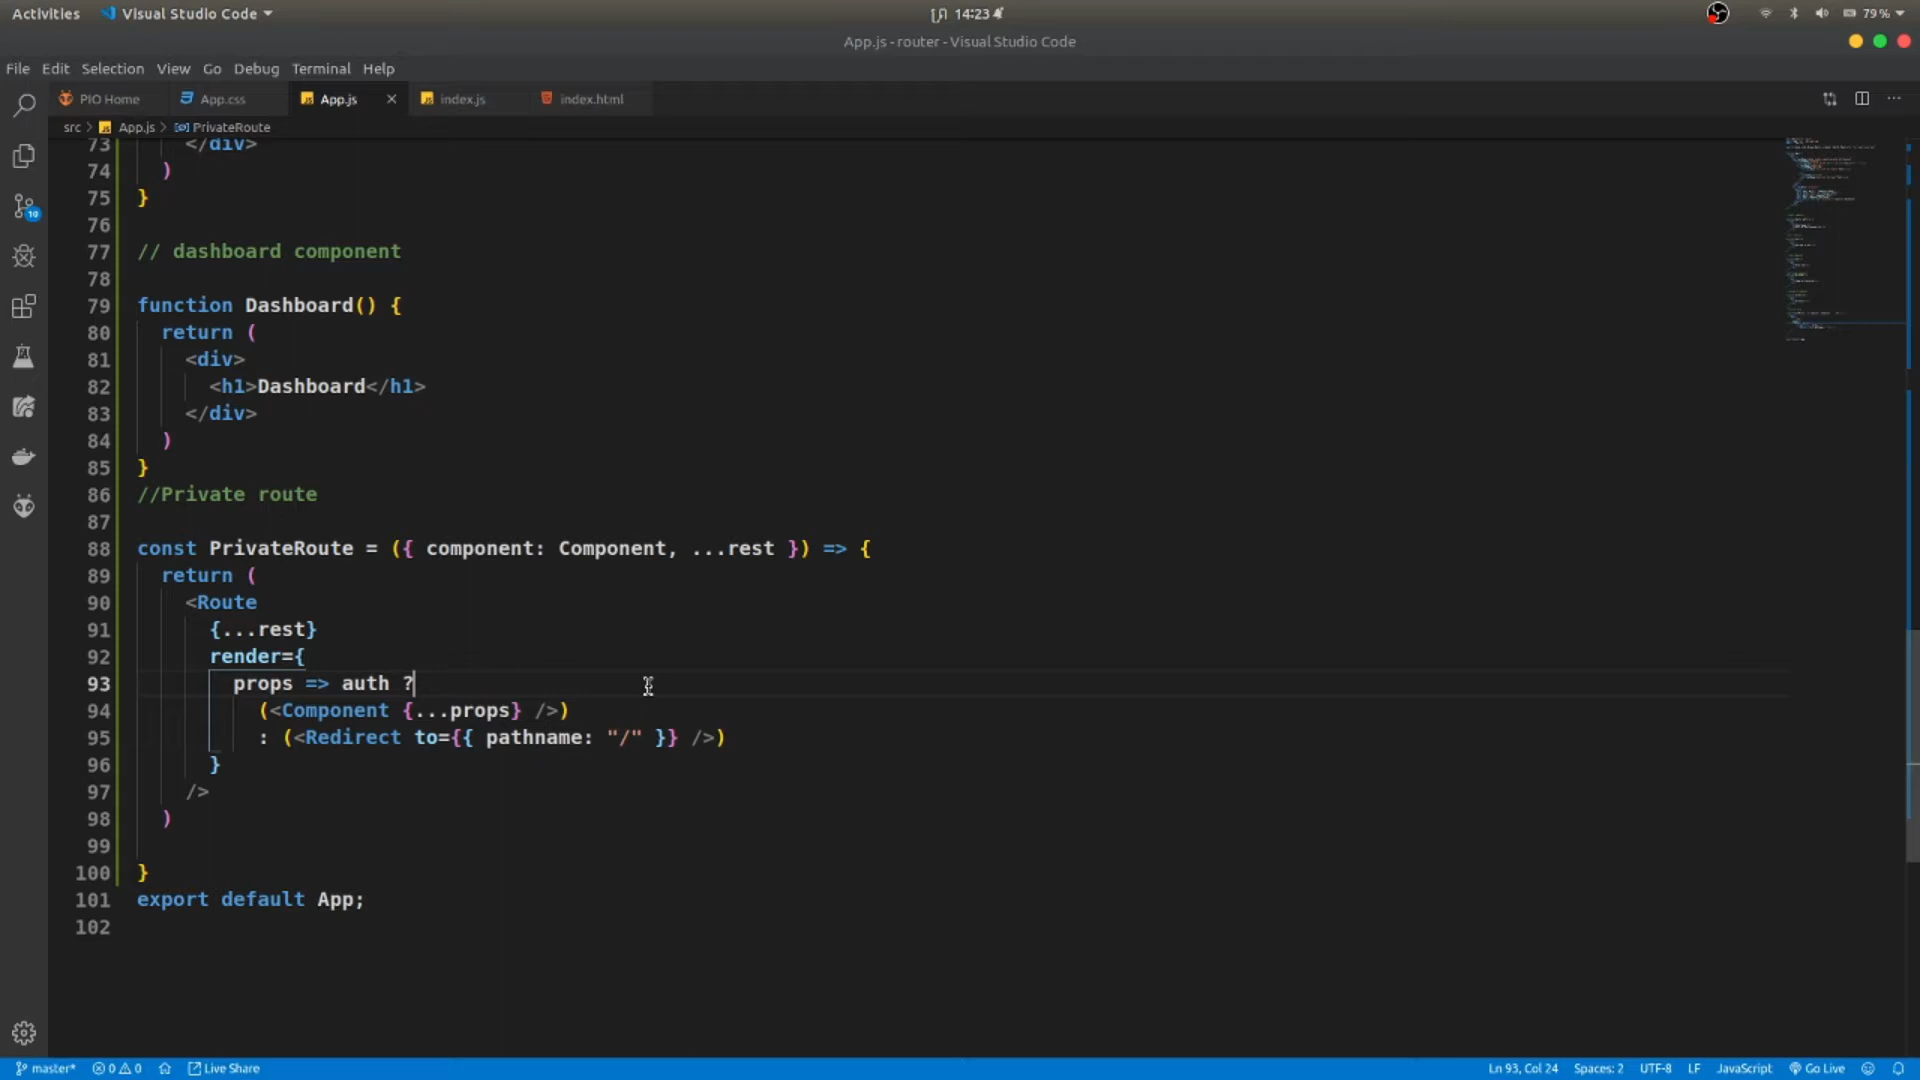 Activities Visual Studio Code 14:23 79%
App.js - router - Visual Studio Code
File Edit Selection View Go Debug Terminal Help
PIO Home App.css App.js index.js index.html
src App.js PrivateRoute
73 </div>
74 )
75 }
76
77 // dashboard component
78
79 function Dashboard() {
80 return (
81 <div>
82 <h1>Dashboard</h1>
83 </div>
84 )
85 }
86 //Private route
87
88 const PrivateRoute = ({ component: Component, ...rest }) => {
89 return (
90 <Route
91 {...rest}
92 render={
93 props => auth ?
94 (<Component {...props} />)
95 : (<Redirect to={{ pathname: "/" }} />)
96 }
97 />
98 )
99
100 }
101 export default App;
102
10
master* 0 0 Live Share Ln 93, Col 24 Spaces: 2 UTF-8 LF JavaScript Go Live